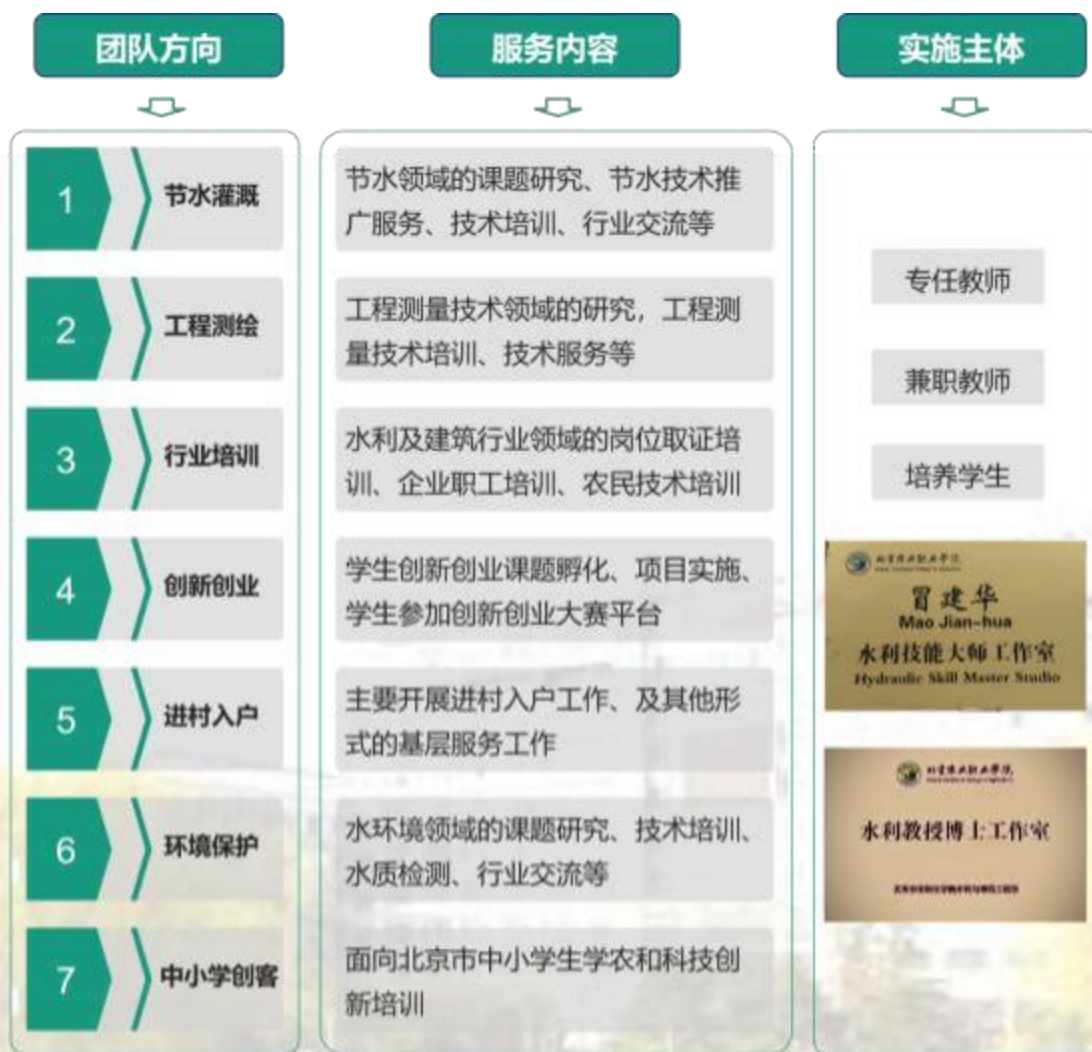 团队方向
服务内容
实施主体
1
节水灌溉
节水领域的课题研究、节水技术推
广服务、技术培训、行业交流等
2
工程测绘
工程测量技术领域的研究，工程测
量技术培训、技术服务等
3
行业培训
水利及建筑行业领域的岗位取证培
训、企业职工培训、农民技术培训
4
创新创业
学生创新创业课题孵化、项目实施、
学生参加创新创业大赛平台
5
进村入户
主要开展进村入户工作、及其他形
式的基层服务工作
6
环境保护
水环境领域的课题研究、技术培训、
水质检测、行业交流等
7
中小学创客
面向北京市中小学生学农和科技创
新培训
专任教师
兼职教师
培养学生
北京农业职业学院
冒建华
Mao Jian-hua
水利技能大师工作室
Hydraulic Skill Master Studio
北京农业职业学院
水利教授博士工作室